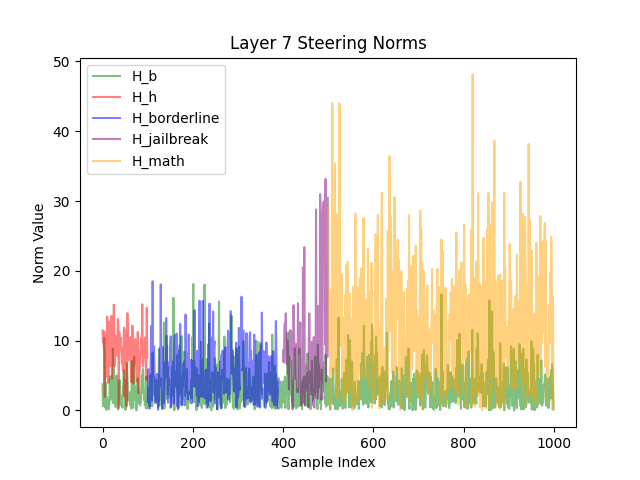 Layer 7 Steering Norms
50
40
30
20
10
0
Norm Value
H_b
H_h
H_borderline
H_jailbreak
H_math
0 200 400 600 800 1000
Sample Index